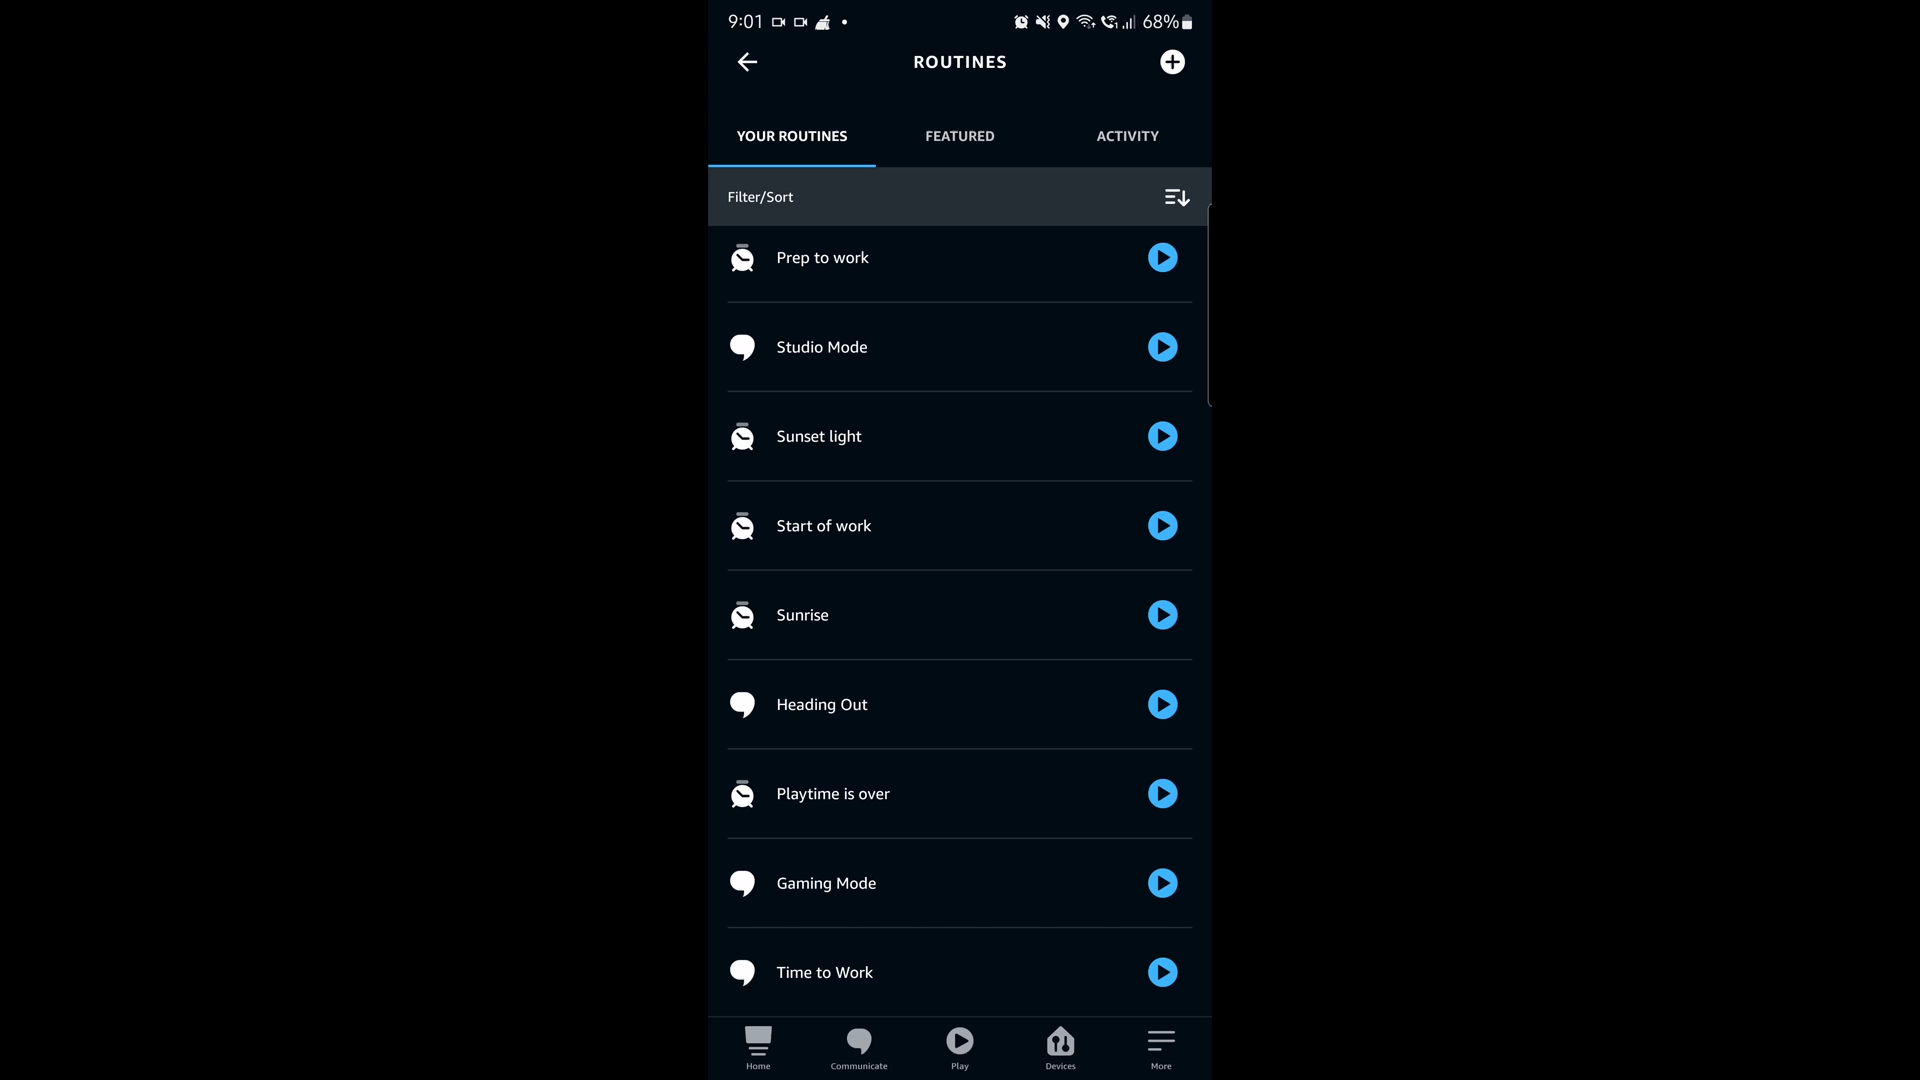 9:01 68%
ROUTINES
YOUR ROUTINES FEATURED ACTIVITY
Filter/Sort
Prep to work
Studio Mode
Sunset light
Start of work
Sunrise
Heading Out
Playtime is over
Gaming Mode
Time to Work
Home Communicate Play Devices More